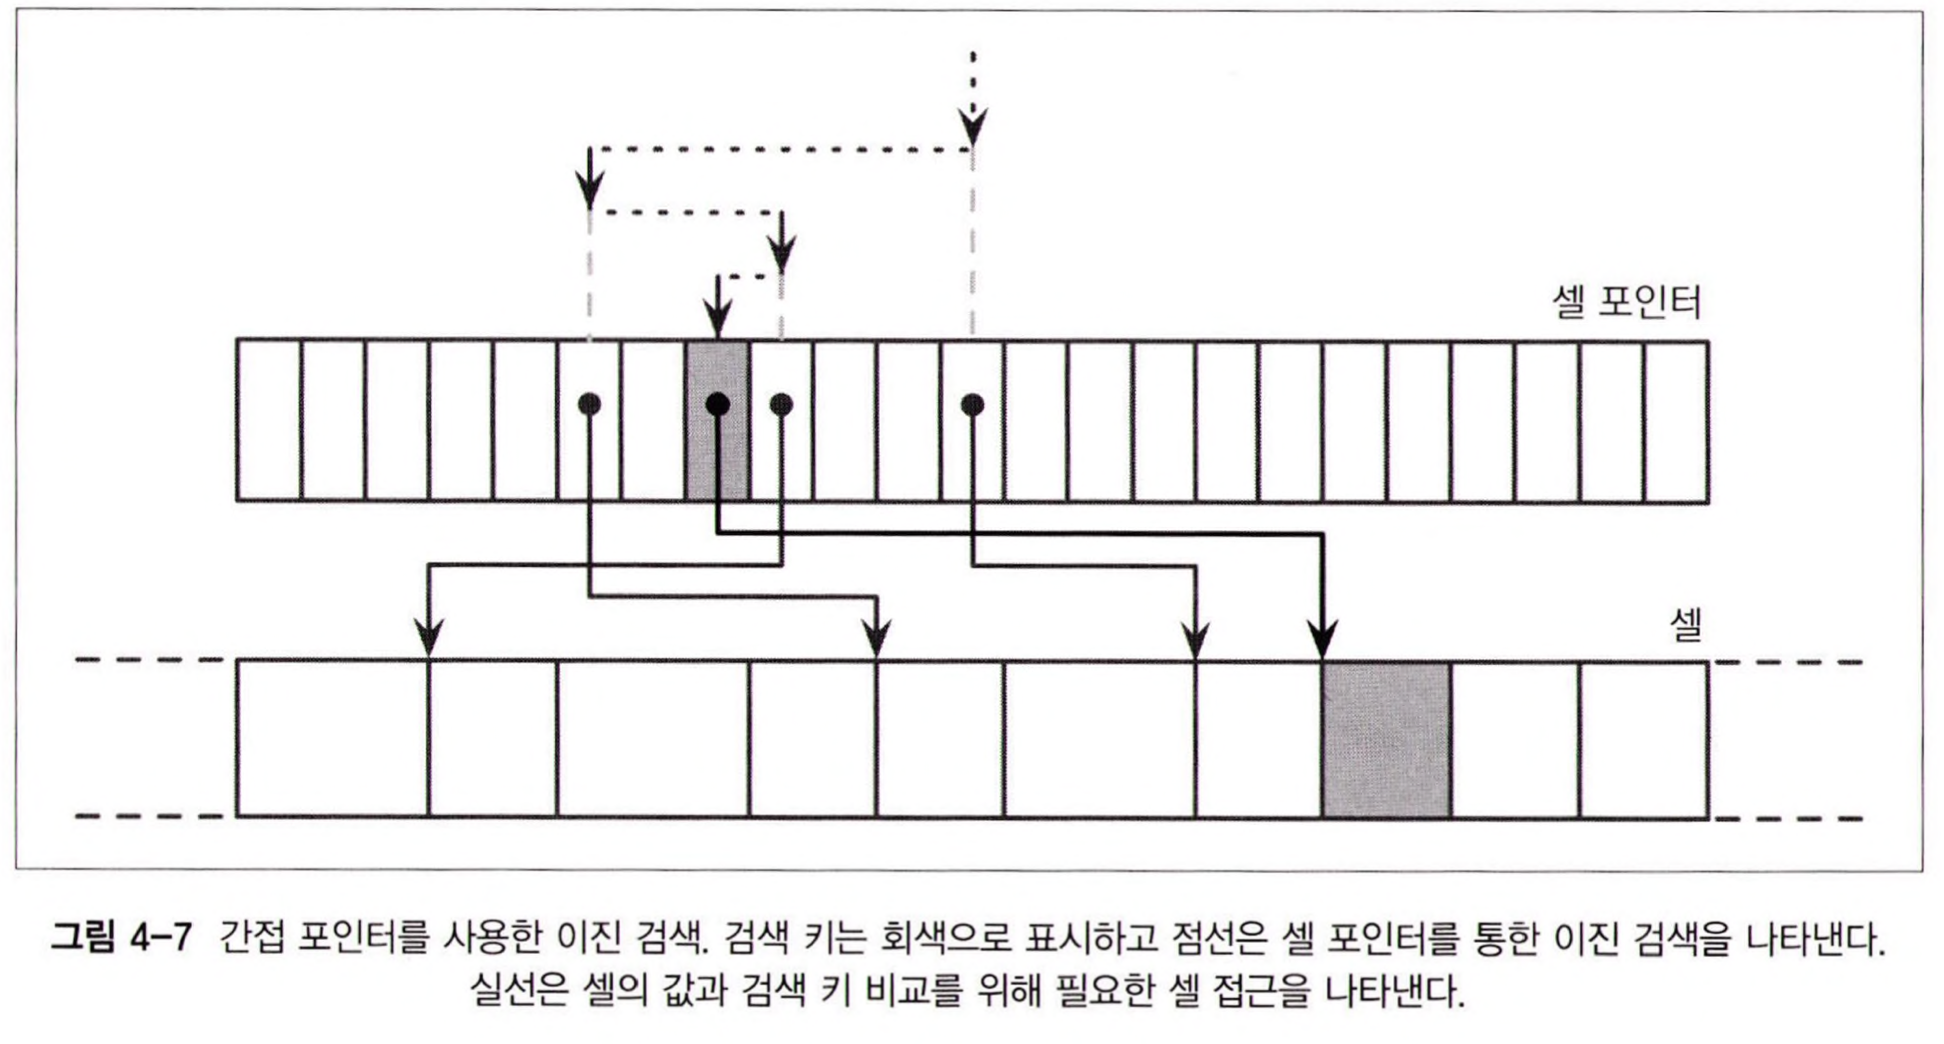 셀 포인터
셀
그림 4-7 간접 포인터를 사용한 이진 검색. 검색 키는 회색으로 표시하고 점선은 셀 포인터를 통한 이진 검색을 나타낸다.
실선은 셀의 값과 검색 키 비교를 위해 필요한 셀 접근을 나타낸다.